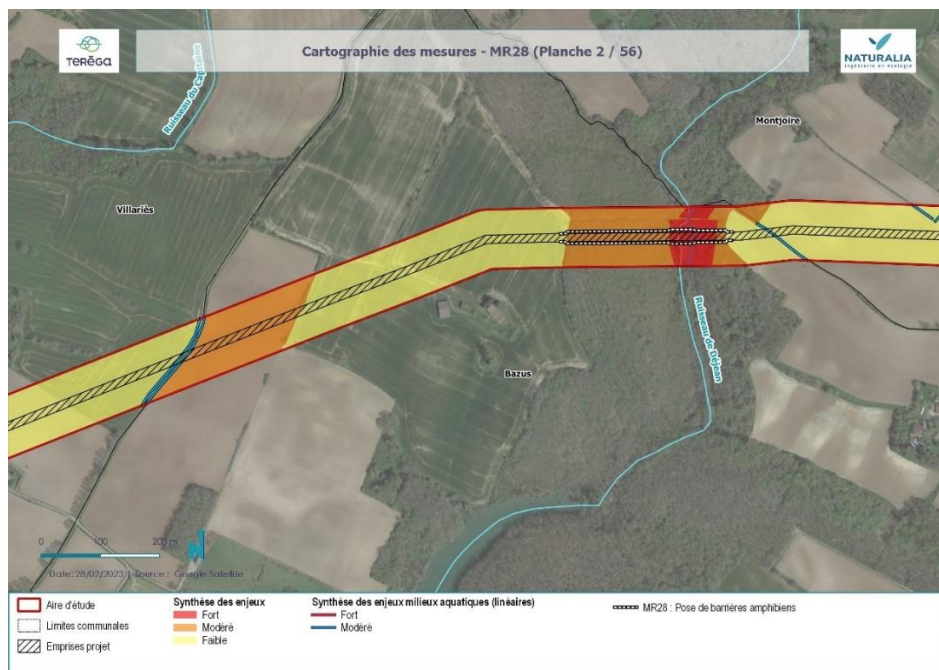 TERĒGA
Cartographie des mesures - MR28 (Planche 2 / 56)
NATURALIA
Ingénierie en écologie
Ruisseau du Capitaine
Montjoire
Villariès
Ruisseau de Déjean
Bazus
0 100 200 m
Date: 28/02/2023 | Source : Google Satellite
Aire d'étude
Limites communales
Emprises projet
Synthèse des enjeux
Fort
Modéré
Faible
Synthèse des enjeux milieux aquatiques (linéaires)
Fort
Modéré
MR28 : Pose de barrières amphibiens